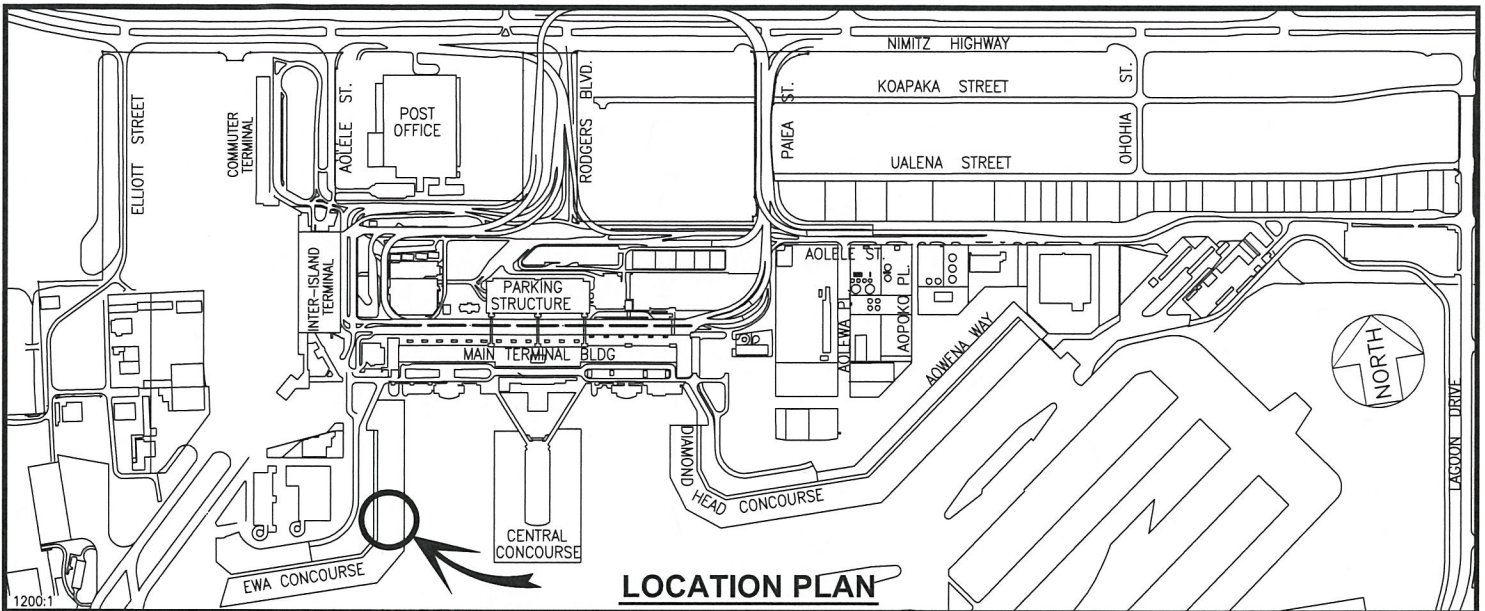 NIMITZ HIGHWAY
KOAPAKA STREET
UALENA STREET
ELLIOTT STREET
COMMUTER
TERMINAL
AOLELE ST.
POST
OFFICE
RODGERS BLVD.
PAIEA ST.
OHOHIA ST.
INTER-ISLAND
TERMINAL
PARKING
STRUCTURE
MAIN TERMINAL BLDG
AOLELE ST.
AOLEWA PL.
AOPOKO PL.
AOWENA WAY
NORTH
LAGOON DRIVE
DIAMOND HEAD CONCOURSE
CENTRAL
CONCOURSE
EWA CONCOURSE
LOCATION PLAN
1200:1